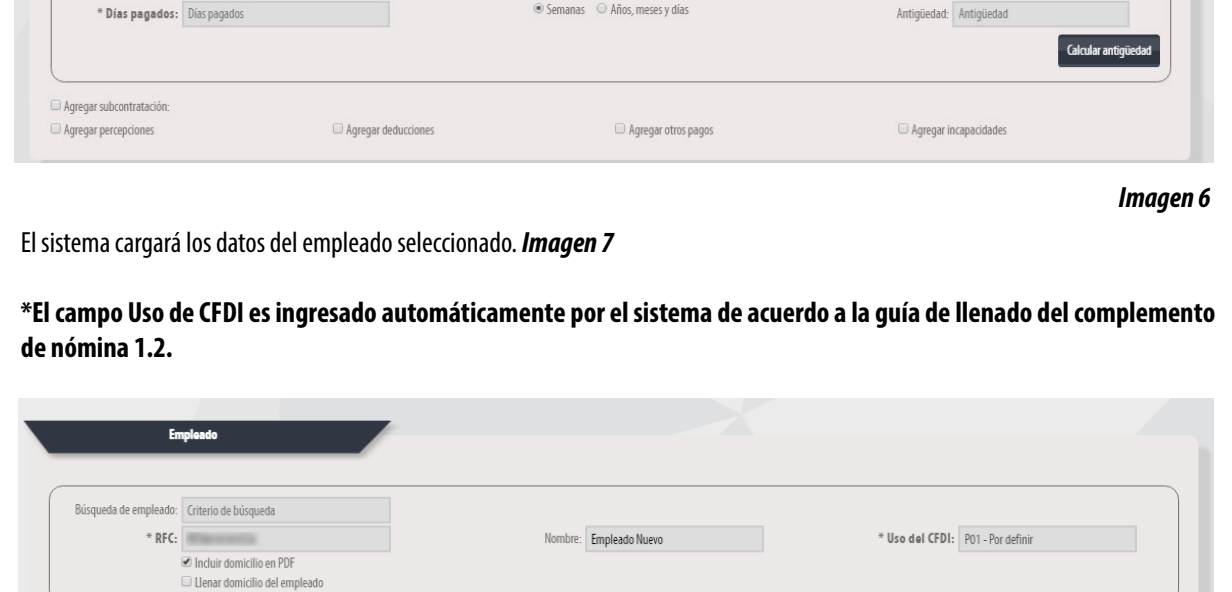 * Días pagados: Días pagados Semanas Años, meses y días Antigüedad: Antigüedad
Calcular antigüedad
Agregar subcontratación:
Agregar percepciones Agregar deducciones Agregar otros pagos Agregar incapacidades
Imagen 6
El sistema cargará los datos del empleado seleccionado. Imagen 7
*El campo Uso de CFDI es ingresado automáticamente por el sistema de acuerdo a la guía de llenado del complemento
de nómina 1.2.
Empleado
Búsqueda de empleado: Criterio de búsqueda
* RFC: Nombre: Empleado Nuevo * Uso del CFDI: P01 - Por definir
Incluir domicilio en PDF
Llenar domicilio del empleado